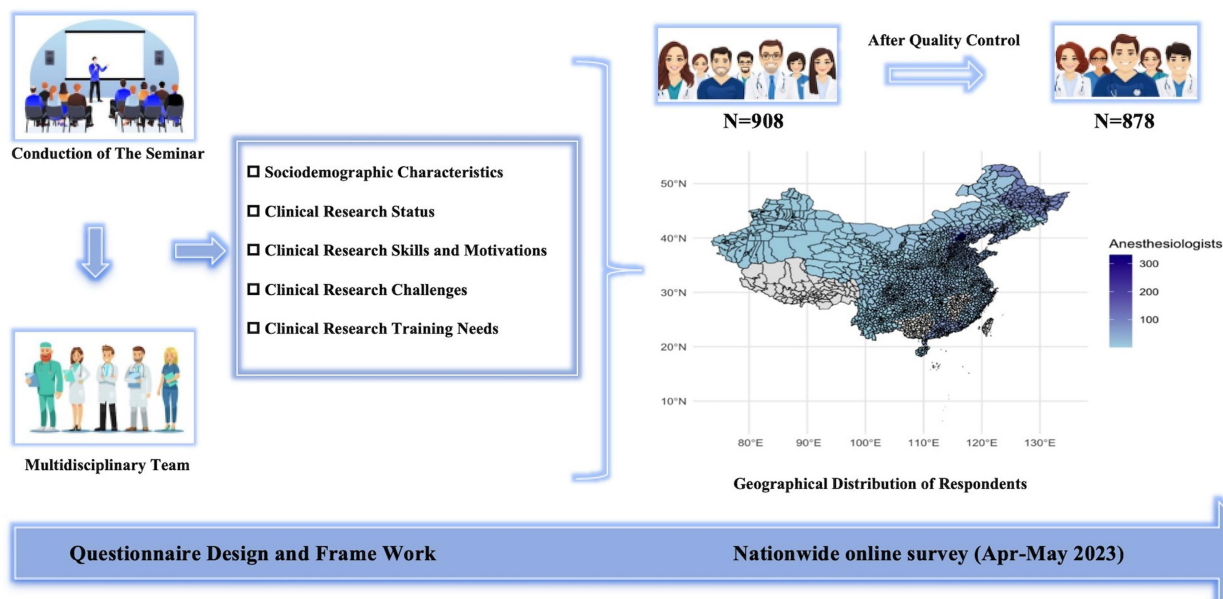 Conduction of The Seminar
Multidisciplinary Team
Sociodemographic Characteristics
Clinical Research Status
Clinical Research Skills and Motivations
Clinical Research Challenges
Clinical Research Training Needs
After Quality Control
N=908
N=878
50°N
40°N
30°N
20°N
10°N
80°E
90°E
100°E
110°E
120°E
130°E
Anesthesiologists
300
200
100
Geographical Distribution of Respondents
Questionnaire Design and Frame Work
Nationwide online survey (Apr-May 2023)